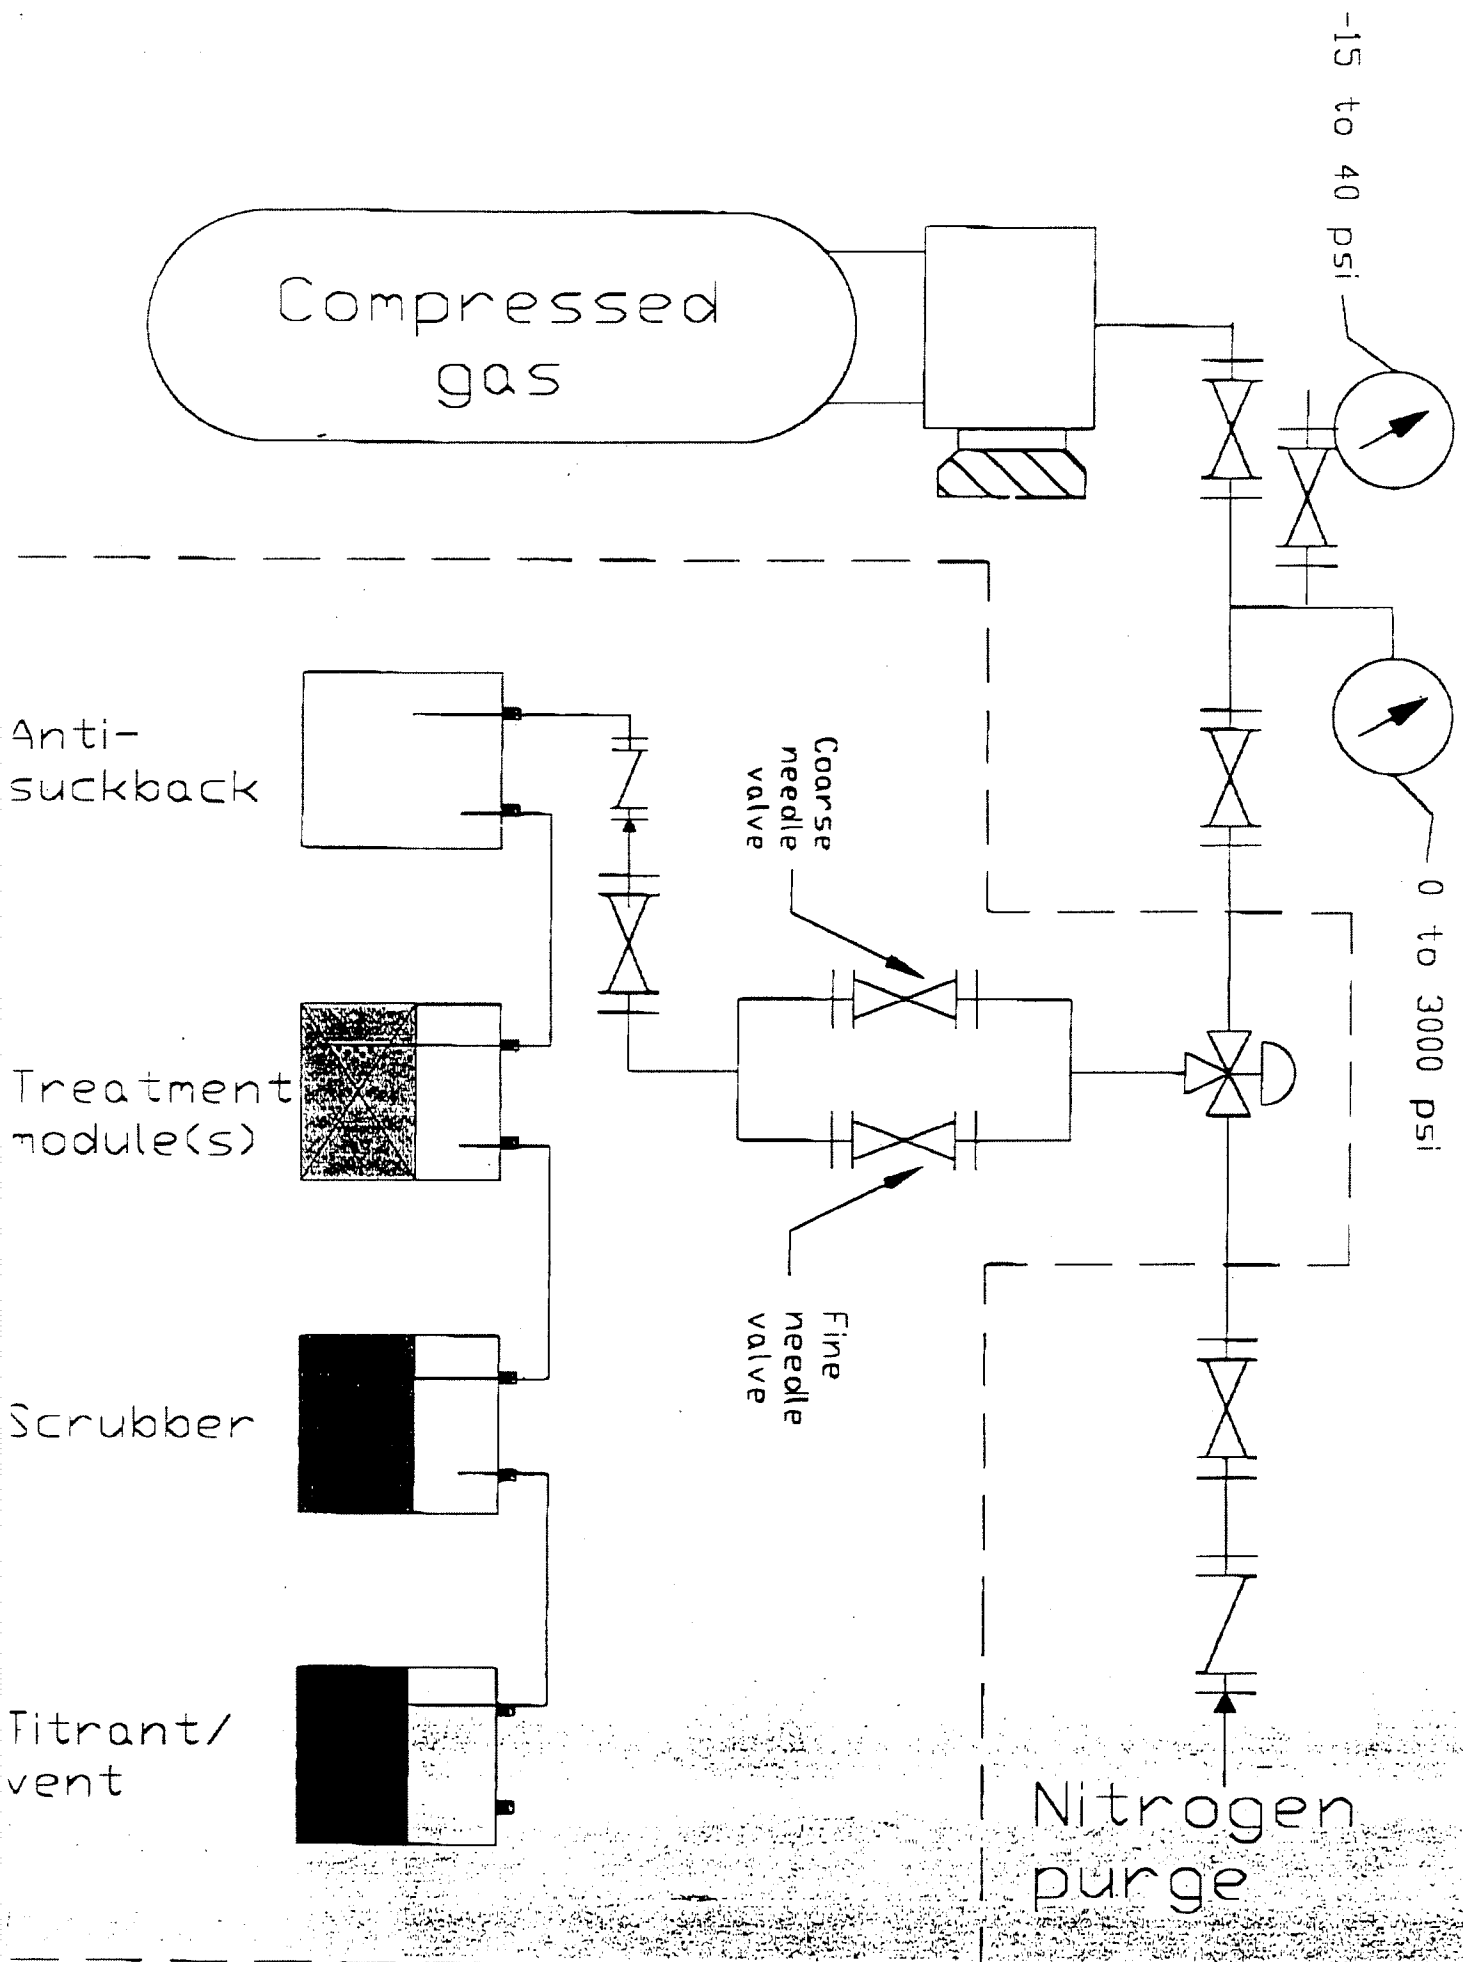 -15 to 40 psi
Compressed
gas
0 to 3000 psi
Anti-
suckback
Coarse
needle
valve
Treatment
module(s)
Fine
needle
valve
Scrubber
Titrant/
vent
Nitrogen
purge